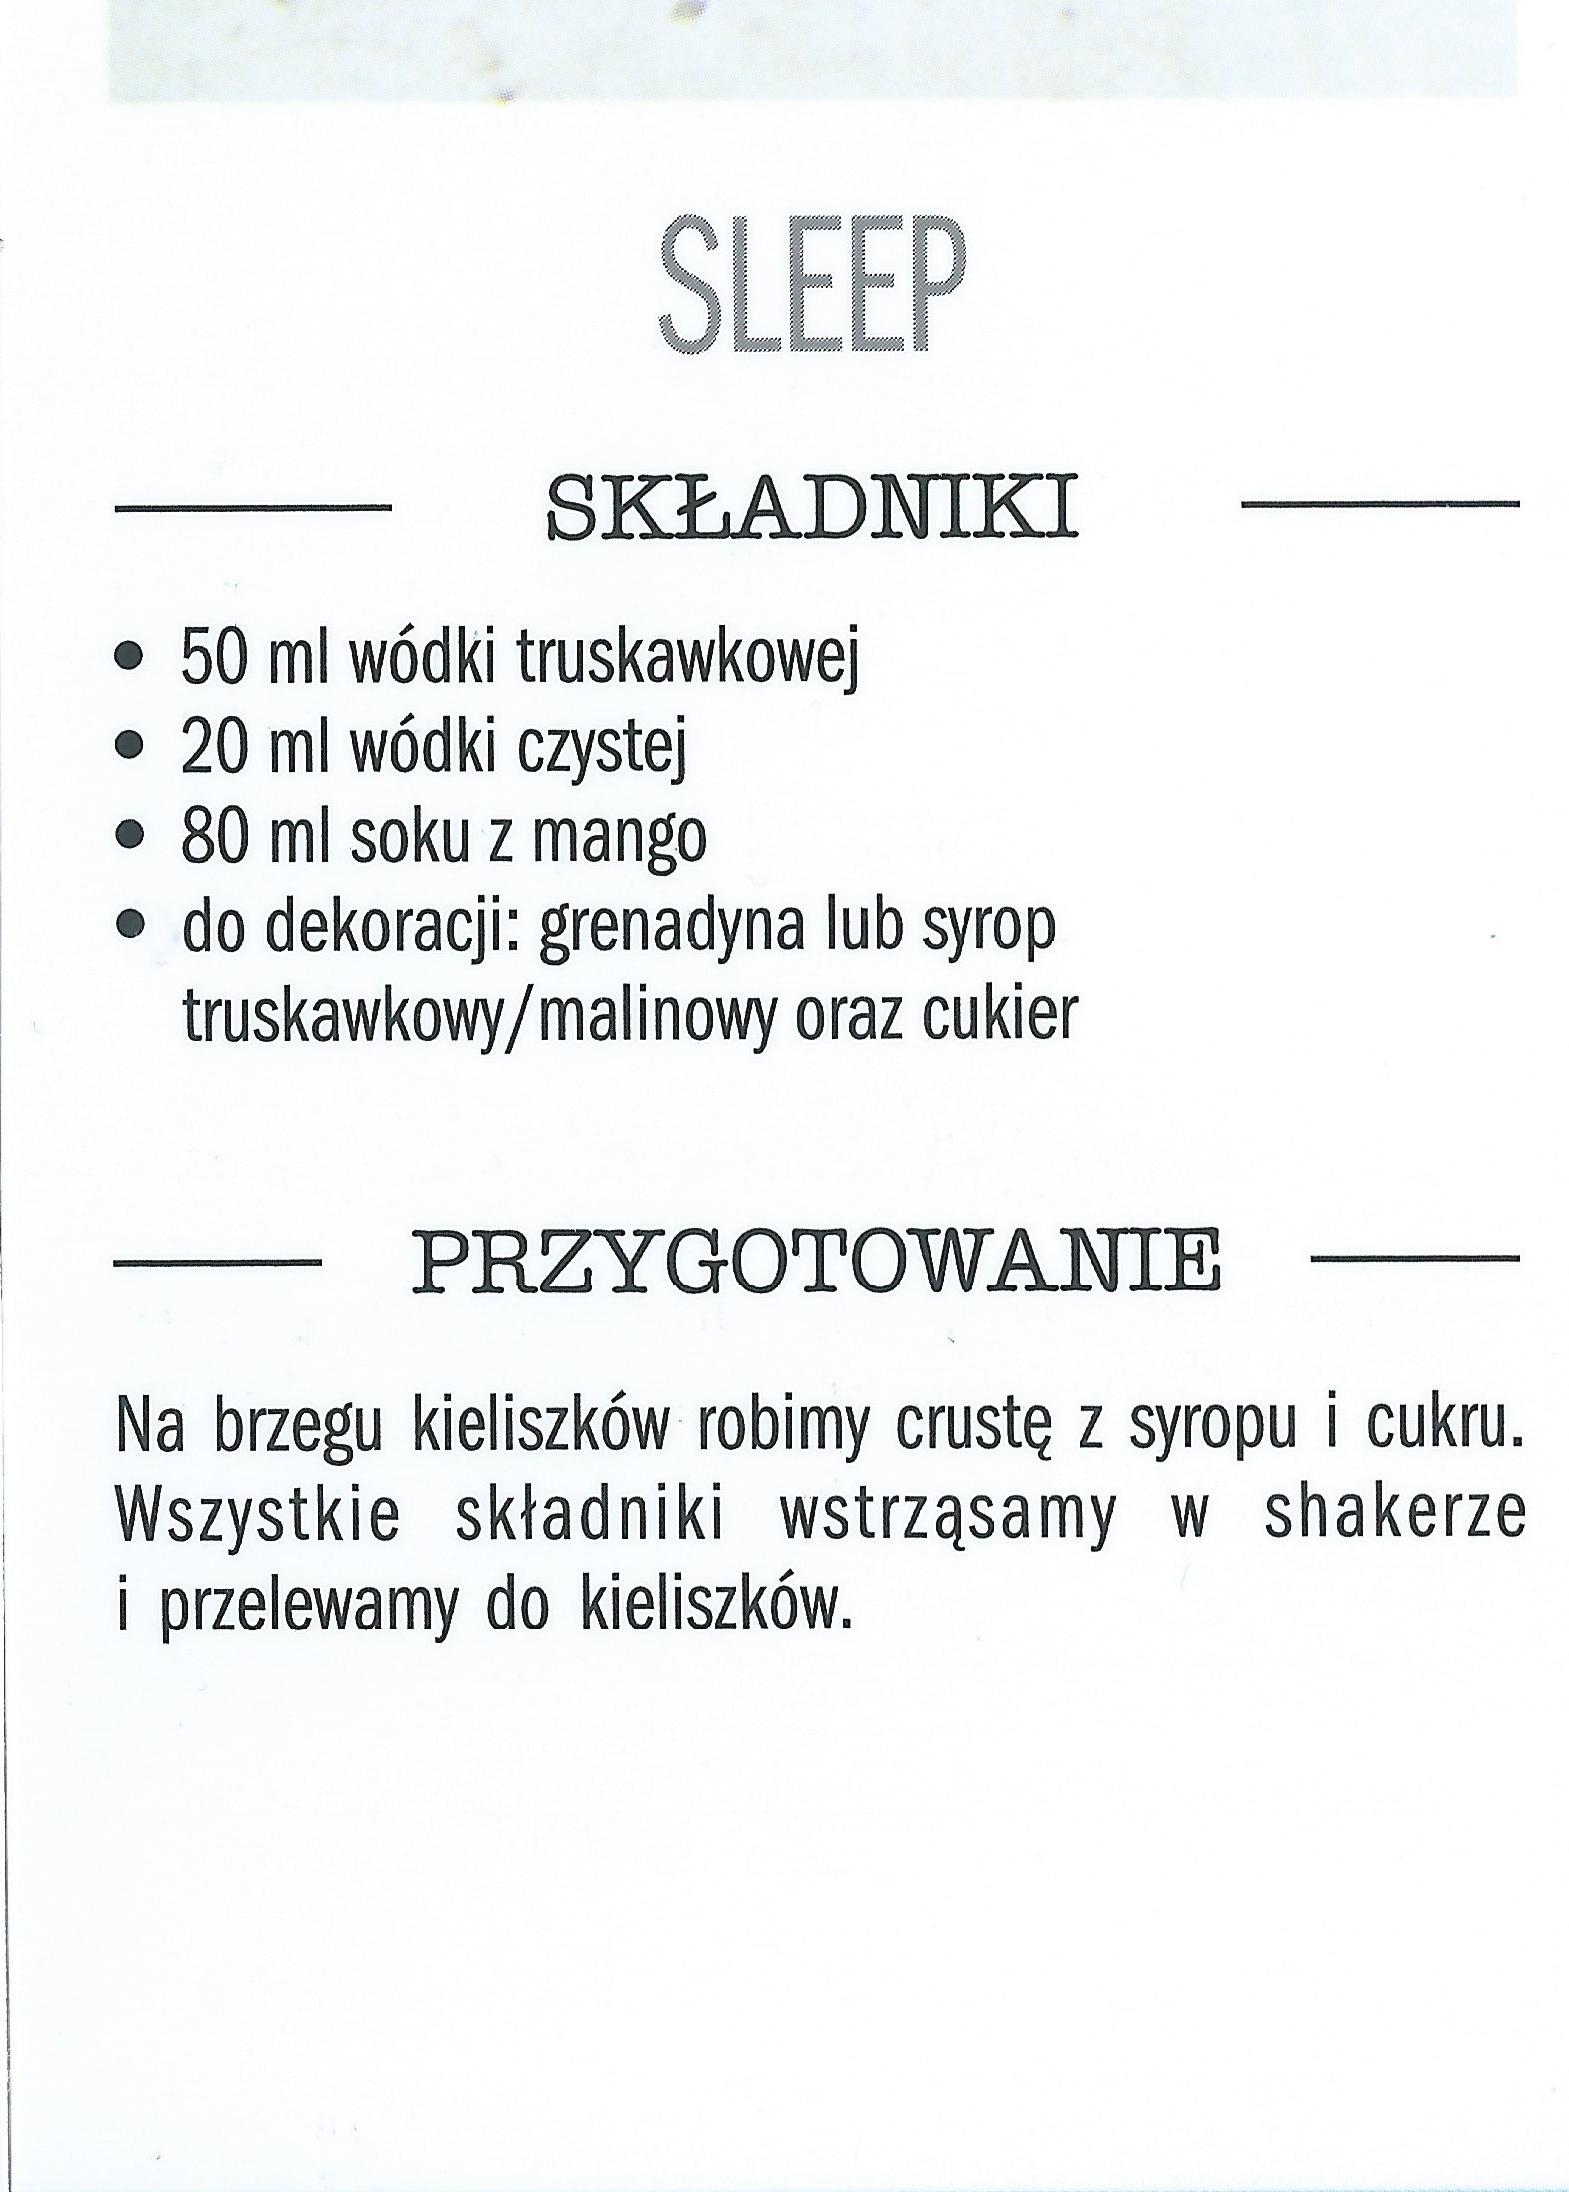 SLEEP
SKŁADNIKI
• 50 ml wódki truskawkowej
• 20 ml wódki czystej
• 80 ml soku z mango
• do dekoracji: grenadyna lub syrop
truskawkowy/malinowy oraz cukier
PRZYGOTOWANIE
Na brzegu kieliszków robimy crustę z syropu i cukru.
Wszystkie składniki wstrząsamy w shakerze
i przelewamy do kieliszków.